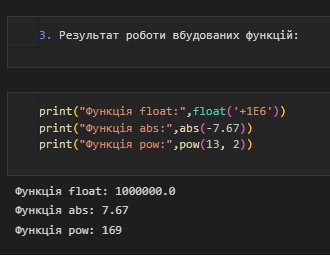 3. Результат роботи вбудованих функцій:
print("Функція float:",float('+1E6'))
print("Функція abs:",abs(-7.67))
print("Функція pow:",pow(13, 2))
Функція float: 1000000.0
Функція abs: 7.67
Функція pow: 169